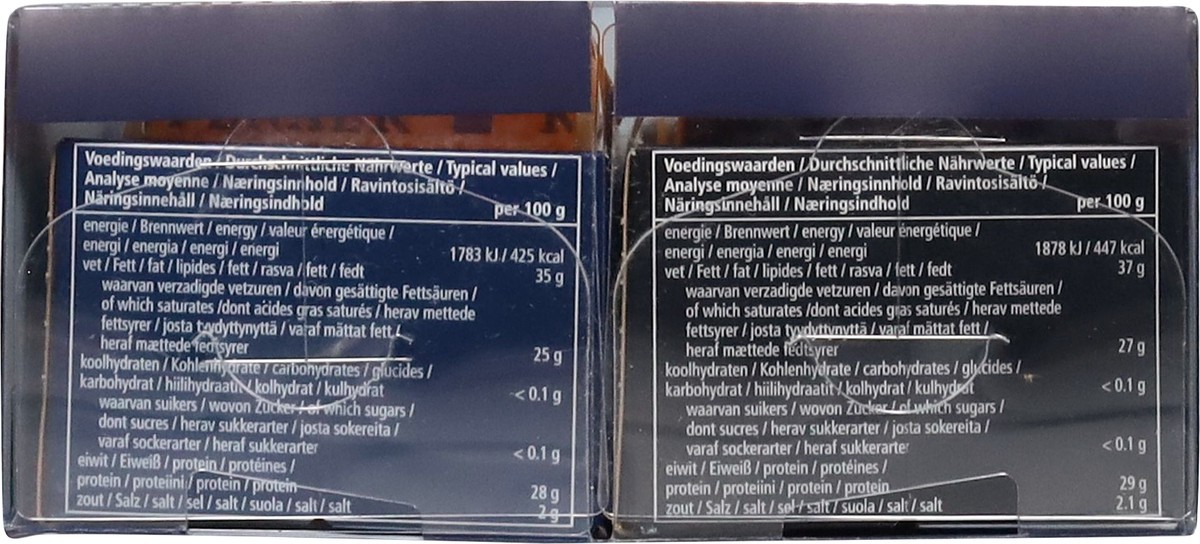 Voedingswaarden / Durchschnittliche Nährwerte / Typical values /
Analyse moyenne / Næringsinnhold / Ravintosisältö /
Näringsinnehåll / Næringsindhold per 100 g
energie / Brennwert / energy / valeur énergétique /
energi / energia / energi / energi 1783 kJ / 425 kcal
vet / Fett / fat / lipides / fett / rasva / fett / fedt 35 g
waarvan verzadigde vetzuren / davon gesättigte Fettsäuren /
of which saturates /dont acides gras saturés / herav mettede
fettsyrer / josta tyydyttynyttä / varaf mättat fett /
heraf mættede fedtsyrer 25 g
koolhydraten / Kohlenhydrate / carbohydrates / glucides /
karbohydrat / hiilihydraatit / kolhydrat / kulhydrat < 0.1 g
waarvan suikers / wovon Zucker / of which sugars /
dont sucres / herav sukkerarter / josta sokereita /
varaf sockerarter / heraf sukkerarter < 0.1 g
eiwit / Eiweiß / protein / protéines /
protein / proteiini / protein / protein 28 g
zout / Salz / salt / sel / salt / suola / salt / salt 2 g
Voedingswaarden / Durchschnittliche Nährwerte / Typical values /
Analyse moyenne / Næringsinnhold / Ravintosisältö /
Näringsinnehåll / Næringsindhold per 100 g
energie / Brennwert / energy / valeur énergétique /
energi / energia / energi / energi 1878 kJ / 447 kcal
vet / Fett / fat / lipides / fett / rasva / fett / fedt 37 g
waarvan verzadigde vetzuren / davon gesättigte Fettsäuren /
of which saturates /dont acides gras saturés / herav mettede
fettsyrer / josta tyydyttynyttä / varaf mättat fett /
heraf mættede fedtsyrer 27 g
koolhydraten / Kohlenhydrate / carbohydrates / glucides /
karbohydrat / hiilihydraatit / kolhydrat / kulhydrat < 0.1 g
waarvan suikers / wovon Zucker / of which sugars /
dont sucres / herav sukkerarter / josta sokereita /
varaf sockerarter / heraf sukkerarter < 0.1 g
eiwit / Eiweiß / protein / protéines /
protein / proteiini / protein / protein 29 g
zout / Salz / salt / sel / salt / suola / salt / salt 2.1 g